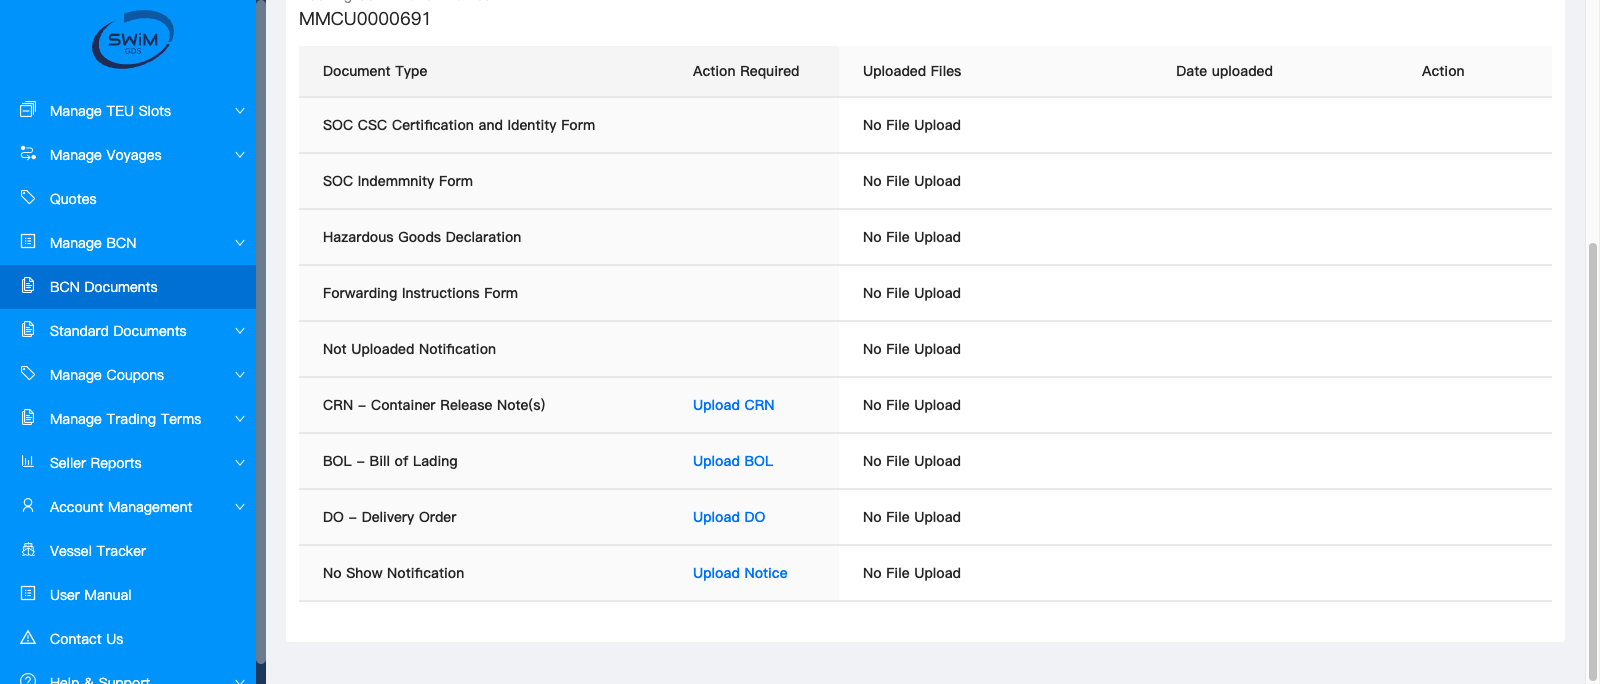 SWiM
GDS
Manage TEU Slots
Manage Voyages
Quotes
Manage BCN
BCN Documents
Standard Documents
Manage Coupons
Manage Trading Terms
Seller Reports
Account Management
Vessel Tracker
User Manual
Contact Us
Help & Support
MMCU0000691
Document Type Action Required Uploaded Files Date uploaded Action
SOC CSC Certification and Identity Form No File Upload
SOC Indemmnity Form No File Upload
Hazardous Goods Declaration No File Upload
Forwarding Instructions Form No File Upload
Not Uploaded Notification No File Upload
CRN – Container Release Note(s) Upload CRN No File Upload
BOL – Bill of Lading Upload BOL No File Upload
DO – Delivery Order Upload DO No File Upload
No Show Notification Upload Notice No File Upload